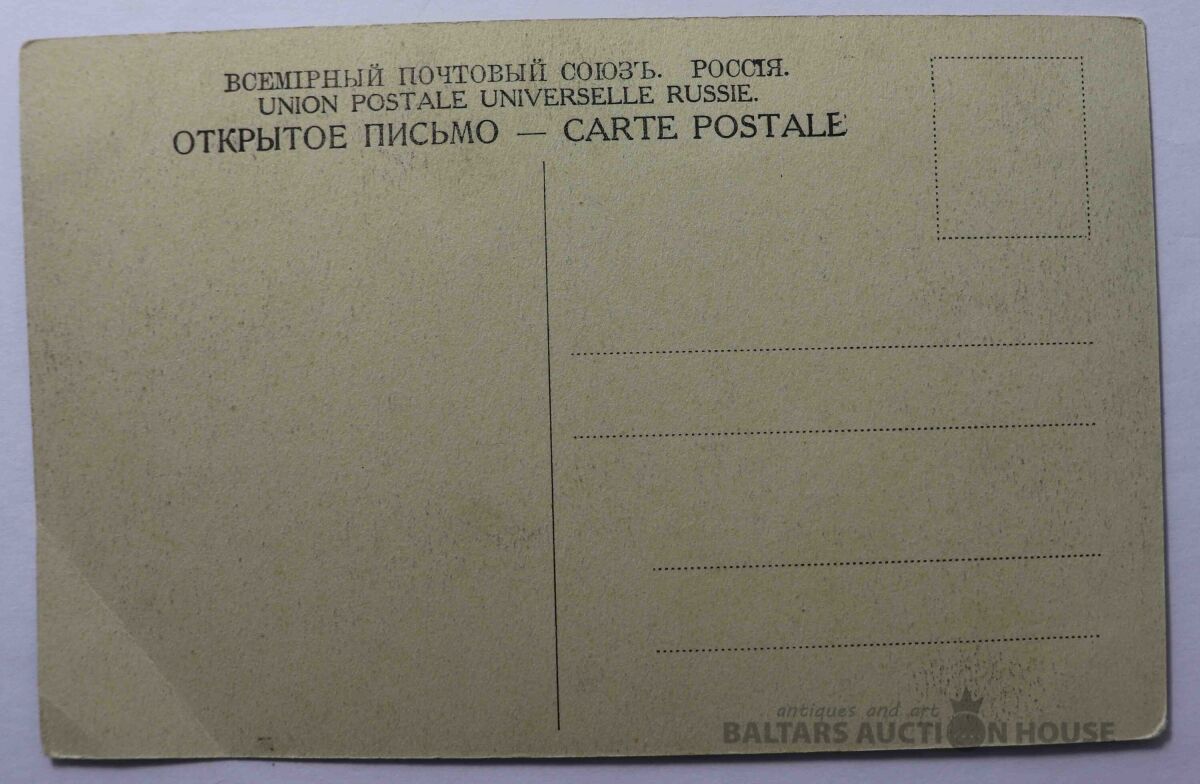 ВСЕМІРНЫЙ ПОЧТОВЫЙ СОЮЗЪ. РОССІЯ.
UNION POSTALE UNIVERSELLE RUSSIE.
ОТКРЫТОЕ ПИСЬМО — CARTE POSTALE
antiques and art
BALTARS AUCTION HOUSE